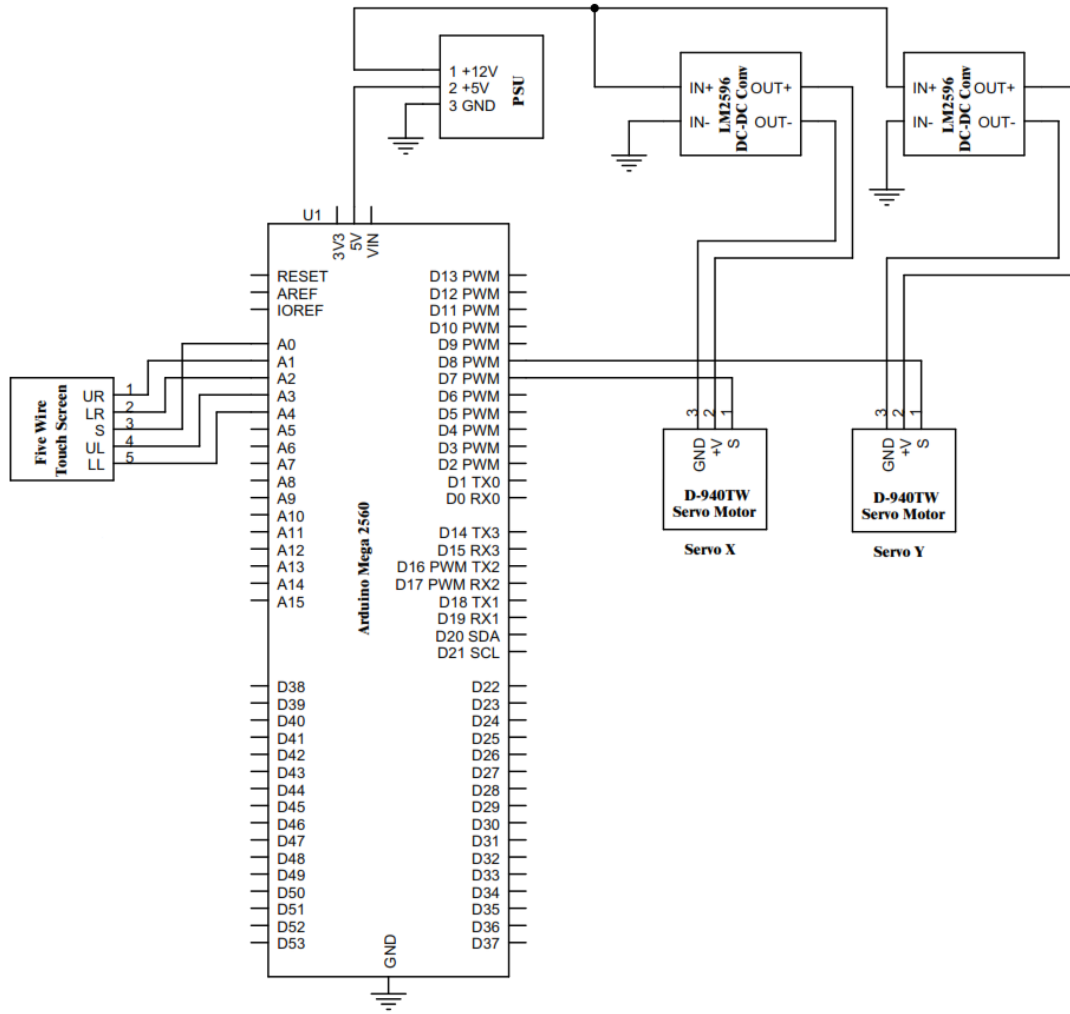 1 +12V
2 +5V
3 GND
PSU
IN+ OUT+
IN- OUT-
LM2596
DC-DC Conv
IN+ OUT+
IN- OUT-
LM2596
DC-DC Conv
U1
3V3
5V
VIN
RESET
AREF
IOREF
A0
A1
A2
A3
A4
A5
A6
A7
A8
A9
A10
A11
A12
A13
A14
A15
D38
D39
D40
D41
D42
D43
D44
D45
D46
D47
D48
D49
D50
D51
D52
D53
Arduino Mega 2560
GND
D13 PWM
D12 PWM
D11 PWM
D10 PWM
D9 PWM
D8 PWM
D7 PWM
D6 PWM
D5 PWM
D4 PWM
D3 PWM
D2 PWM
D1 TX0
D0 RX0
D14 TX3
D15 RX3
D16 PWM TX2
D17 PWM RX2
D18 TX1
D19 RX1
D20 SDA
D21 SCL
D22
D23
D24
D25
D26
D27
D28
D29
D30
D31
D32
D33
D34
D35
D36
D37
Five Wire
Touch Screen
UR 1
LR 2
S 3
UL 4
LL 5
3 2 1
GND +V S
D-940TW
Servo Motor
Servo X
3 2 1
GND +V S
D-940TW
Servo Motor
Servo Y